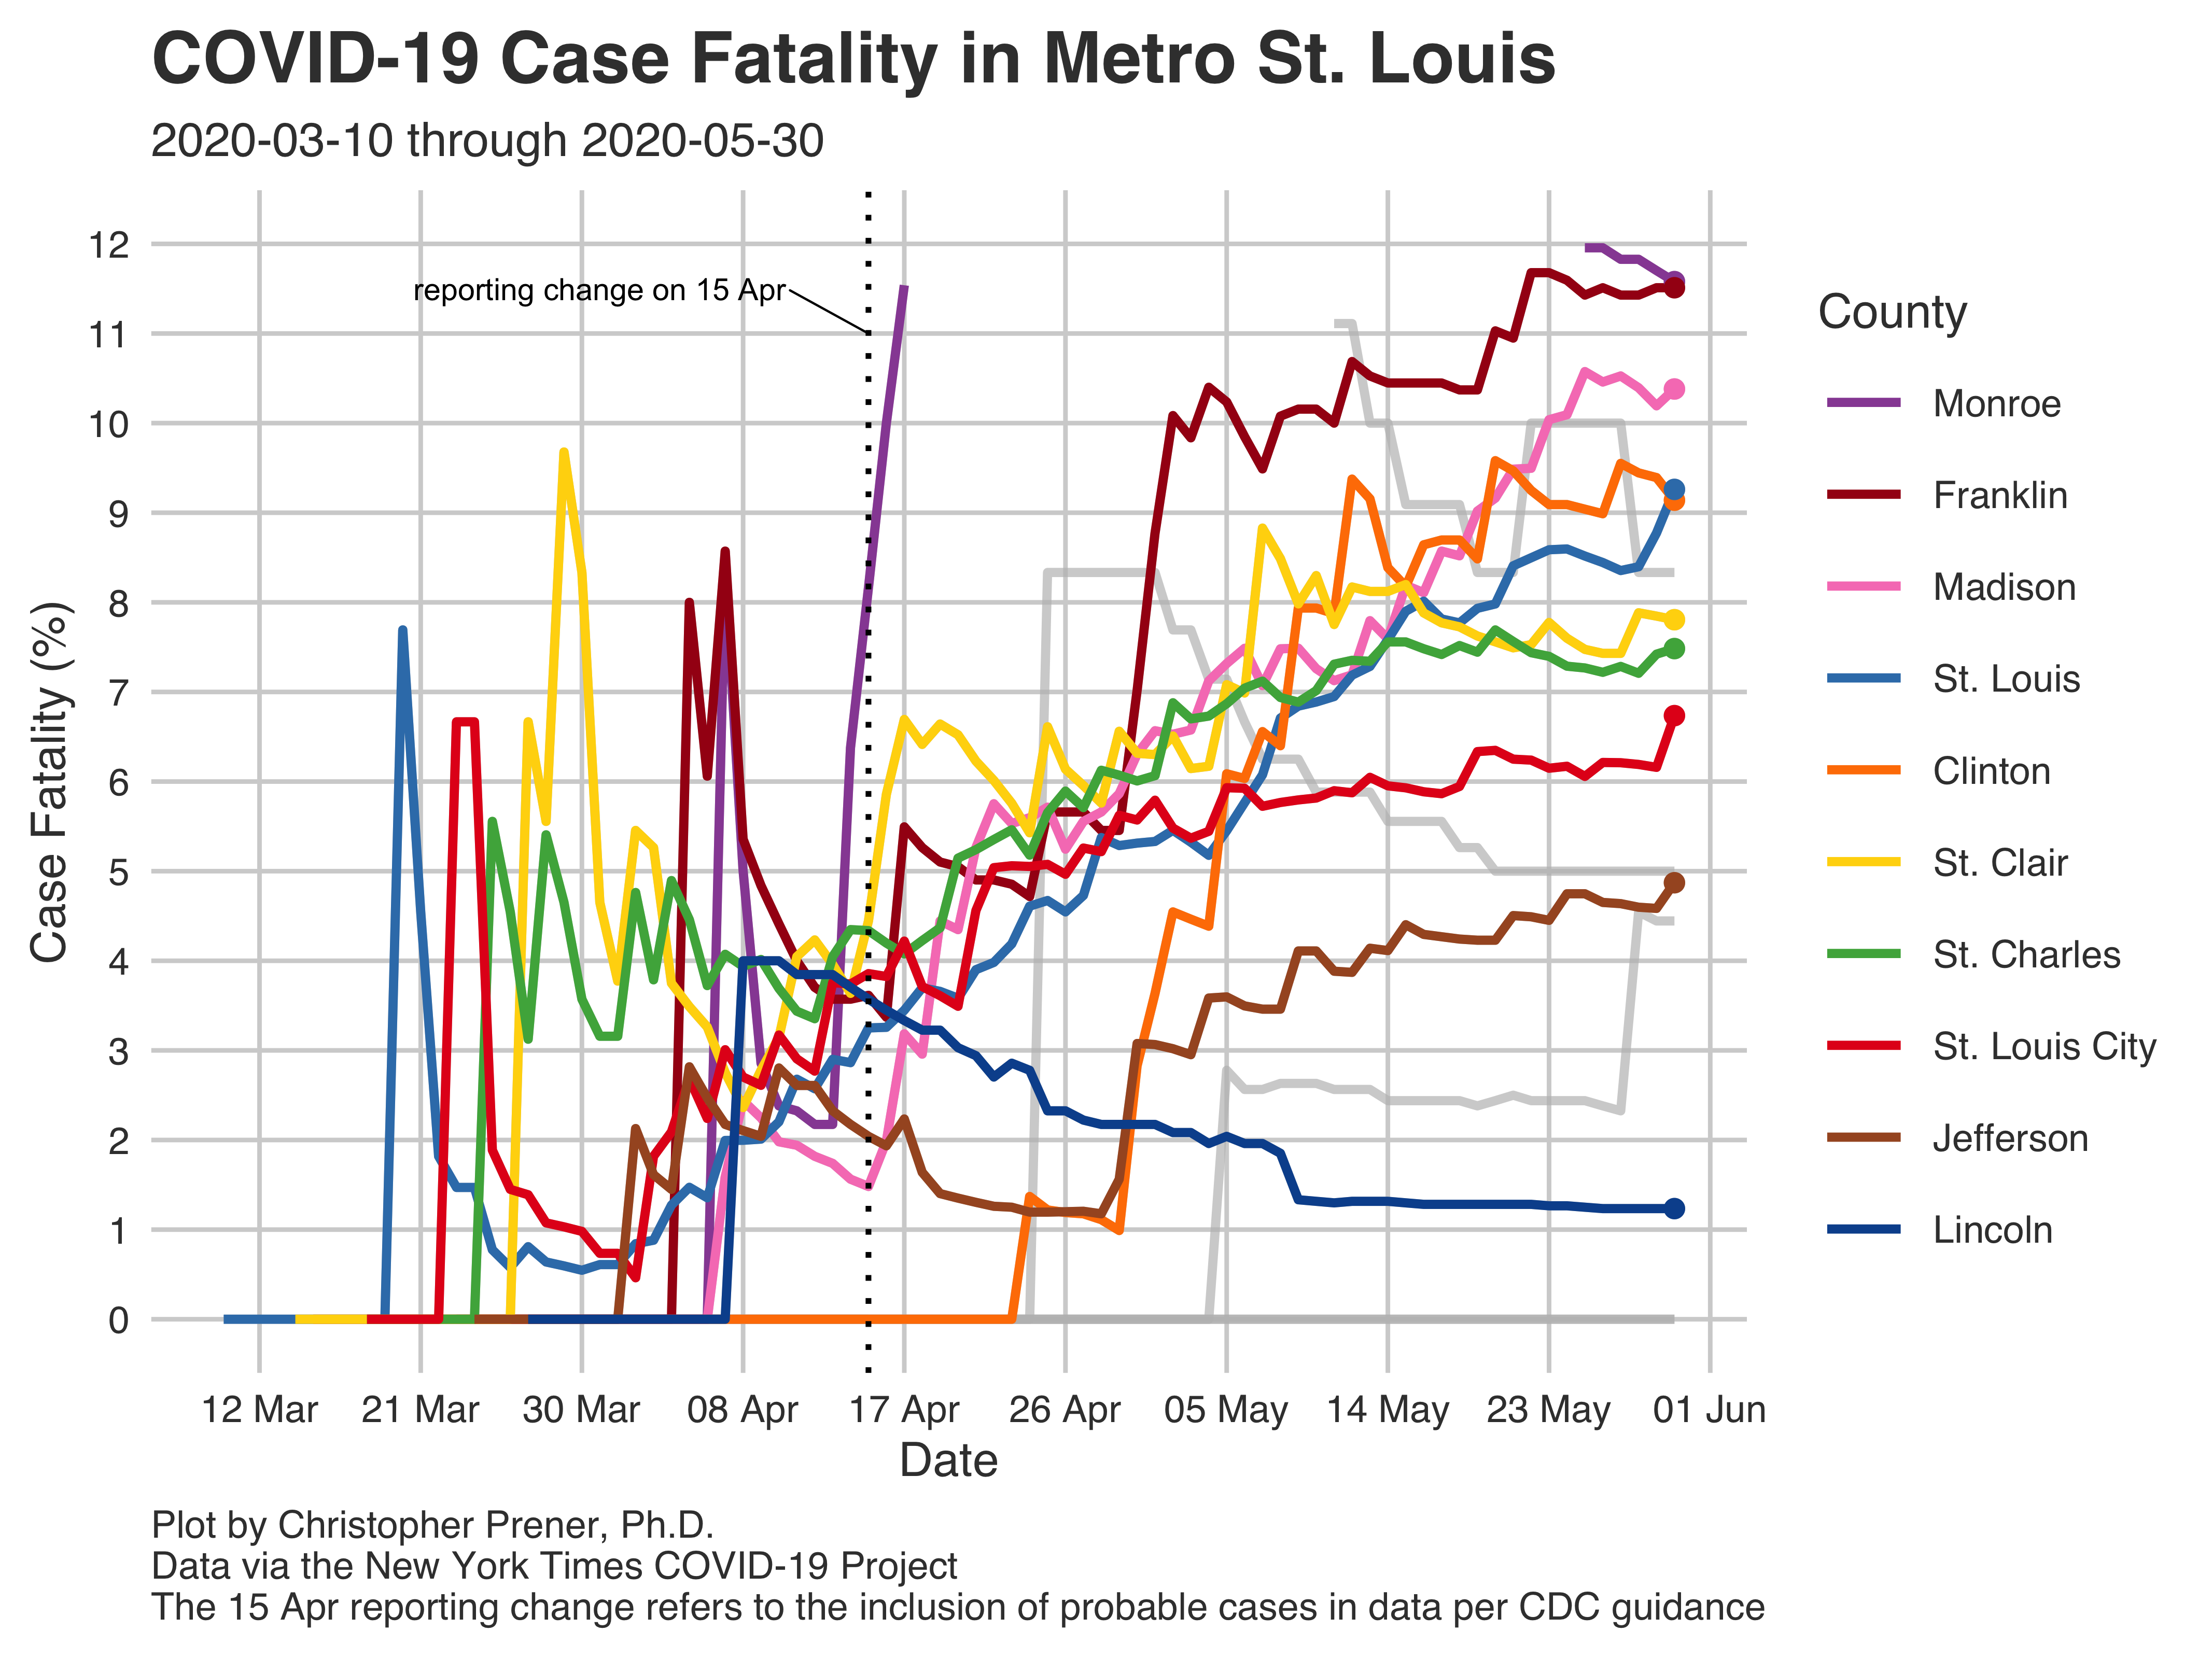 COVID-19 Case Fatality in Metro St. Louis
2020-03-10 through 2020-05-30
12
11
10
9
8
7
6
5
4
3
2
1
0
Case Fatality (%)
reporting change on 15 Apr
12 Mar 21 Mar 30 Mar 08 Apr 17 Apr 26 Apr 05 May 14 May 23 May 01 Jun
Date
County
Monroe
Franklin
Madison
St. Louis
Clinton
St. Clair
St. Charles
St. Louis City
Jefferson
Lincoln
Plot by Christopher Prener, Ph.D.
Data via the New York Times COVID-19 Project
The 15 Apr reporting change refers to the inclusion of probable cases in data per CDC guidance